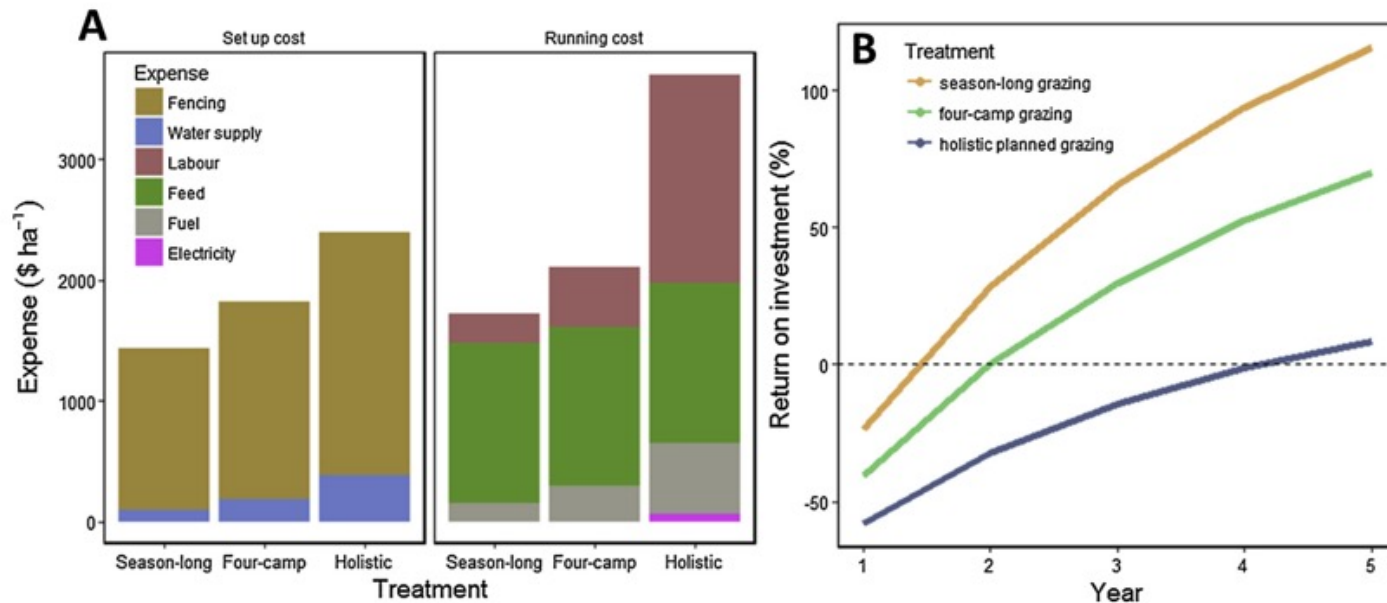 A
Set up cost
Running cost
Expense
Fencing
Water supply
Labour
Feed
Fuel
Electricity
Expense ($ ha⁻¹)
3000
2000
1000
0
Season-long
Four-camp
Holistic
Season-long
Four-camp
Holistic
Treatment
B
Treatment
season-long grazing
four-camp grazing
holistic planned grazing
Return on investment (%)
100
50
0
-50
1
2
3
4
5
Year